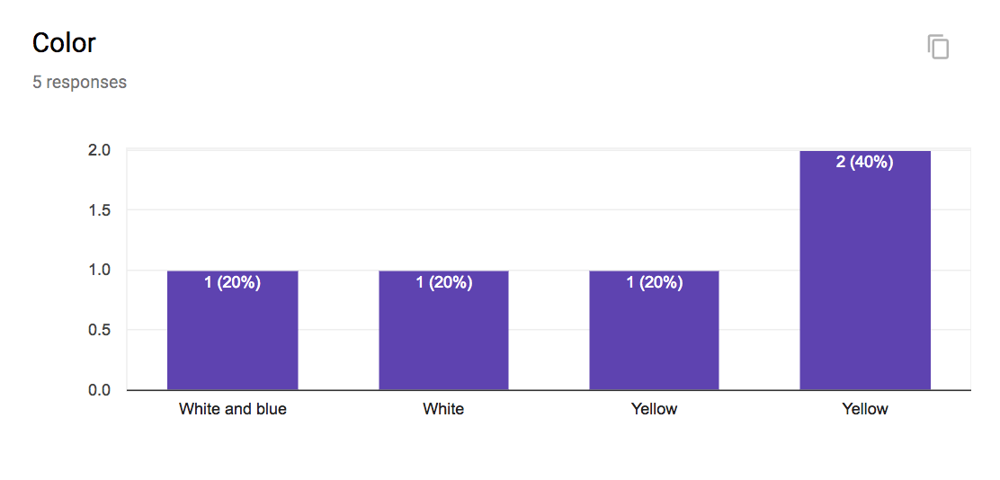 Color
5 responses
2.0
2 (40%)
1.5
1.0
1 (20%) 1 (20%) 1 (20%)
0.5
0.0
White and blue White Yellow Yellow